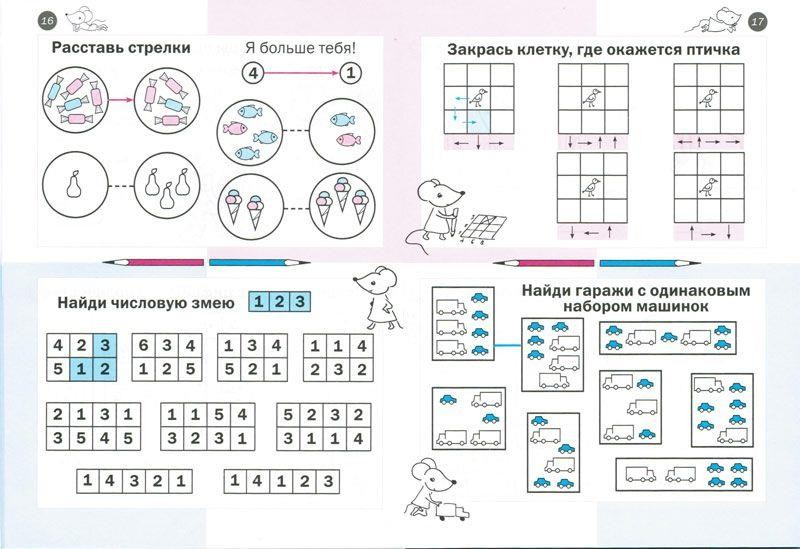 16
Расставь стрелки
Я больше тебя!
4 1
Найди числовую змею 1 2 3
4 2 3
5 1 2
6 3 4
1 2 5
1 3 4
5 2 1
1 1 4
2 3 2
2 1 3 1
3 5 4 5
1 1 5 4
3 2 3 1
5 2 3 2
3 1 1 4
1 4 3 2 1
1 4 1 2 3
17
Закрась клетку, где окажется птичка
Найди гаражи с одинаковым
набором машинок